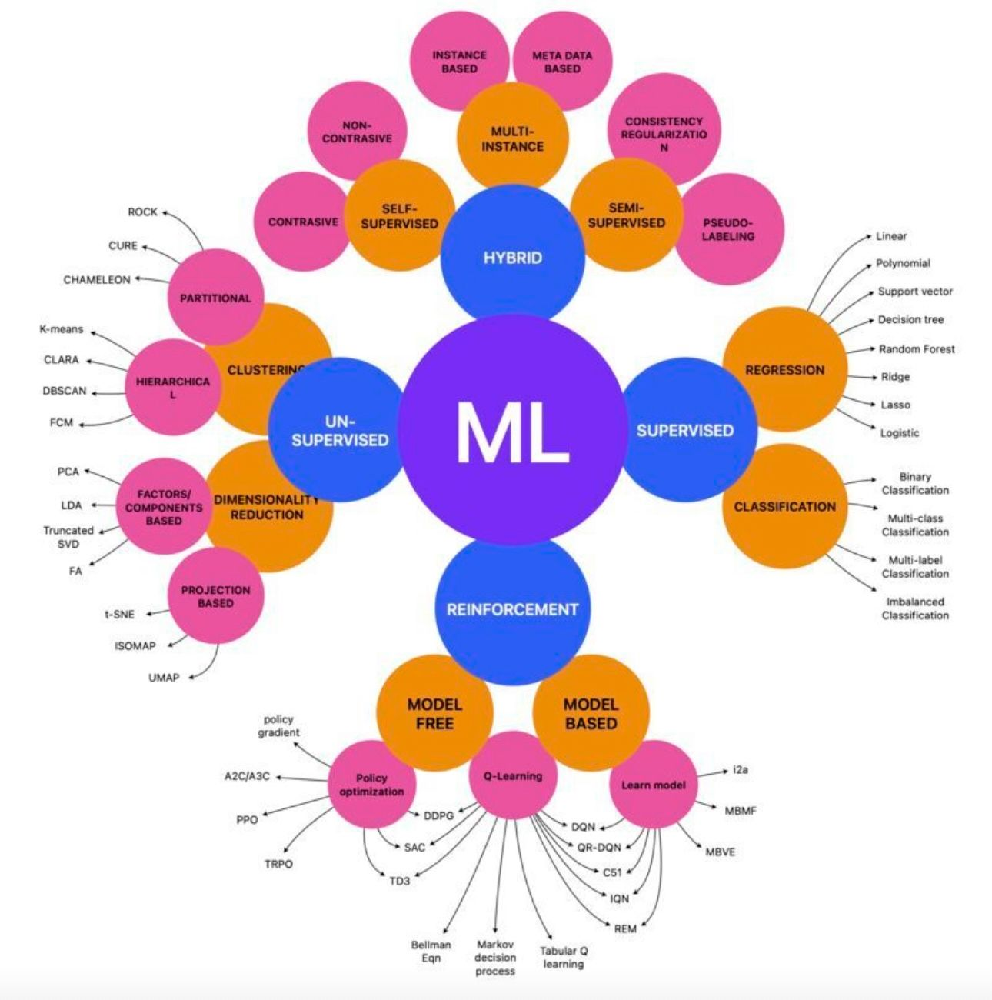 INSTANCE
BASED
META DATA
BASED
NON-
CONTRASIVE
MULTI-
INSTANCE
CONSISTENCY
REGULARIZATIO
N
CONTRASIVE
SELF-
SUPERVISED
SEMI-
SUPERVISED
PSEUDO-
LABELING
HYBRID
ROCK
CURE
CHAMELEON
PARTITIONAL
K-means
CLARA
DBSCAN
FCM
HIERARCHICA
L
CLUSTERING
UN-
SUPERVISED
ML
SUPERVISED
REGRESSION
Linear
Polynomial
Support vector
Decision tree
Random Forest
Ridge
Lasso
Logistic
CLASSIFICATION
Binary
Classification
Multi-class
Classification
Multi-label
Classification
Imbalanced
Classification
PCA
LDA
Truncated
SVD
FA
FACTORS/
COMPONENTS
BASED
DIMENSIONALITY
REDUCTION
PROJECTION
BASED
t-SNE
ISOMAP
UMAP
REINFORCEMENT
MODEL
FREE
MODEL
BASED
policy
gradient
A2C/A3C
PPO
TRPO
Policy
optimization
Q-Learning
Learn model
i2a
MBMF
MBVE
DDPG
SAC
TD3
DQN
QR-DQN
C51
IQN
REM
Bellman
Eqn
Markov
decision
process
Tabular Q
learning